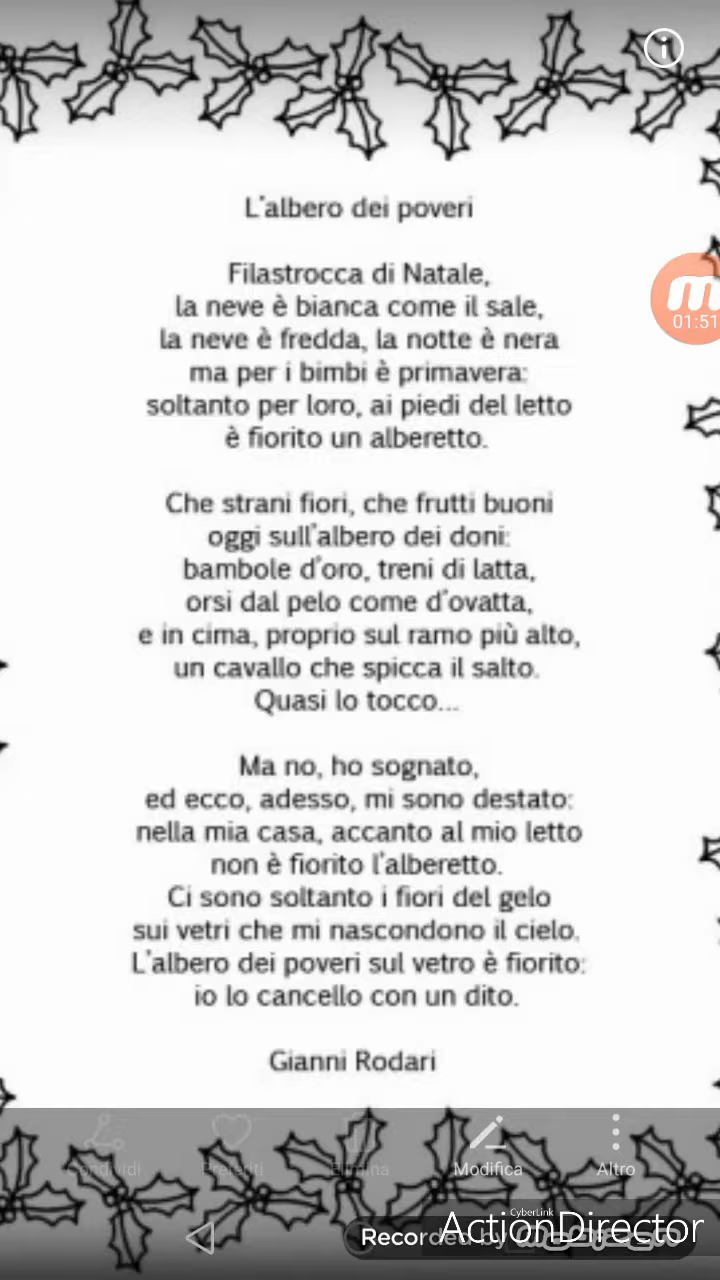 L'albero dei poveri
Filastrocca di Natale,
la neve è bianca come il sale,
la neve è fredda, la notte è nera
ma per i bimbi è primavera:
soltanto per loro, ai piedi del letto
è fiorito un alberetto.
Che strani fiori, che frutti buoni
oggi sull'albero dei doni:
bambole d'oro, treni di latta,
orsi dal pelo come d'ovatta,
e in cima, proprio sul ramo più alto,
un cavallo che spicca il salto.
Quasi lo tocco...
Ma no, ho sognato,
ed ecco, adesso, mi sono destato:
nella mia casa, accanto al mio letto
non è fiorito l'alberetto.
Ci sono soltanto i fiori del gelo
sui vetri che mi nascondono il cielo.
L'albero dei poveri sul vetro è fiorito:
io lo cancello con un dito.
Gianni Rodari
01:51
Condividi Preferiti Elimina Modifica Altro
CyberLink
ActionDirector
Recorded by